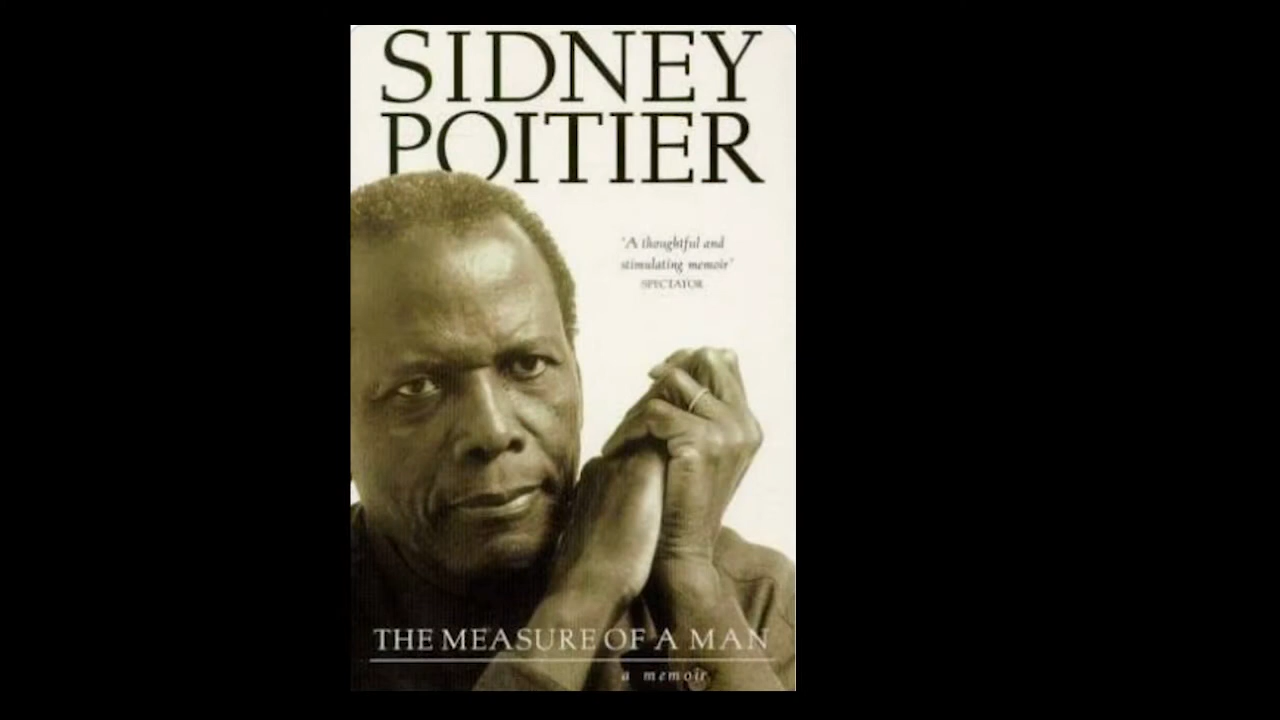 SIDNEY
POITIER
'A thoughtful and
stimulating memoir'
SPECTATOR
THE MEASURE OF A MAN
a memoir